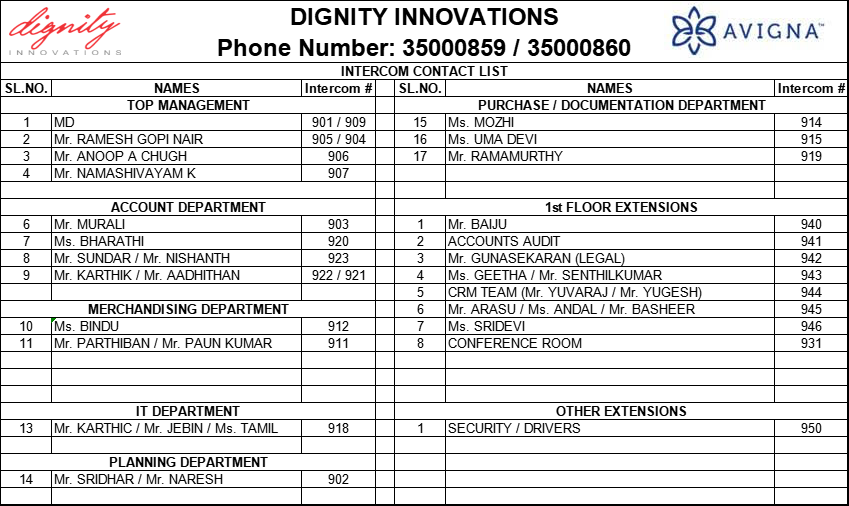 dignity
INNOVATIONS
DIGNITY INNOVATIONS
Phone Number: 35000859 / 35000860
AVIGNA™
INTERCOM CONTACT LIST
SL.NO. NAMES Intercom # SL.NO. NAMES Intercom #
TOP MANAGEMENT PURCHASE / DOCUMENTATION DEPARTMENT
1 MD 901 / 909 15 Ms. MOZHI 914
2 Mr. RAMESH GOPI NAIR 905 / 904 16 Ms. UMA DEVI 915
3 Mr. ANOOP A CHUGH 906 17 Mr. RAMAMURTHY 919
4 Mr. NAMASHIVAYAM K 907
ACCOUNT DEPARTMENT 1st FLOOR EXTENSIONS
6 Mr. MURALI 903 1 Mr. BAIJU 940
7 Ms. BHARATHI 920 2 ACCOUNTS AUDIT 941
8 Mr. SUNDAR / Mr. NISHANTH 923 3 Mr. GUNASEKARAN (LEGAL) 942
9 Mr. KARTHIK / Mr. AADHITHAN 922 / 921 4 Ms. GEETHA / Mr. SENTHILKUMAR 943
5 CRM TEAM (Mr. YUVARAJ / Mr. YUGESH) 944
MERCHANDISING DEPARTMENT 6 Mr. ARASU / Ms. ANDAL / Mr. BASHEER 945
10 Ms. BINDU 912 7 Ms. SRIDEVI 946
11 Mr. PARTHIBAN / Mr. PAUN KUMAR 911 8 CONFERENCE ROOM 931
IT DEPARTMENT OTHER EXTENSIONS
13 Mr. KARTHIC / Mr. JEBIN / Ms. TAMIL 918 1 SECURITY / DRIVERS 950
PLANNING DEPARTMENT
14 Mr. SRIDHAR / Mr. NARESH 902